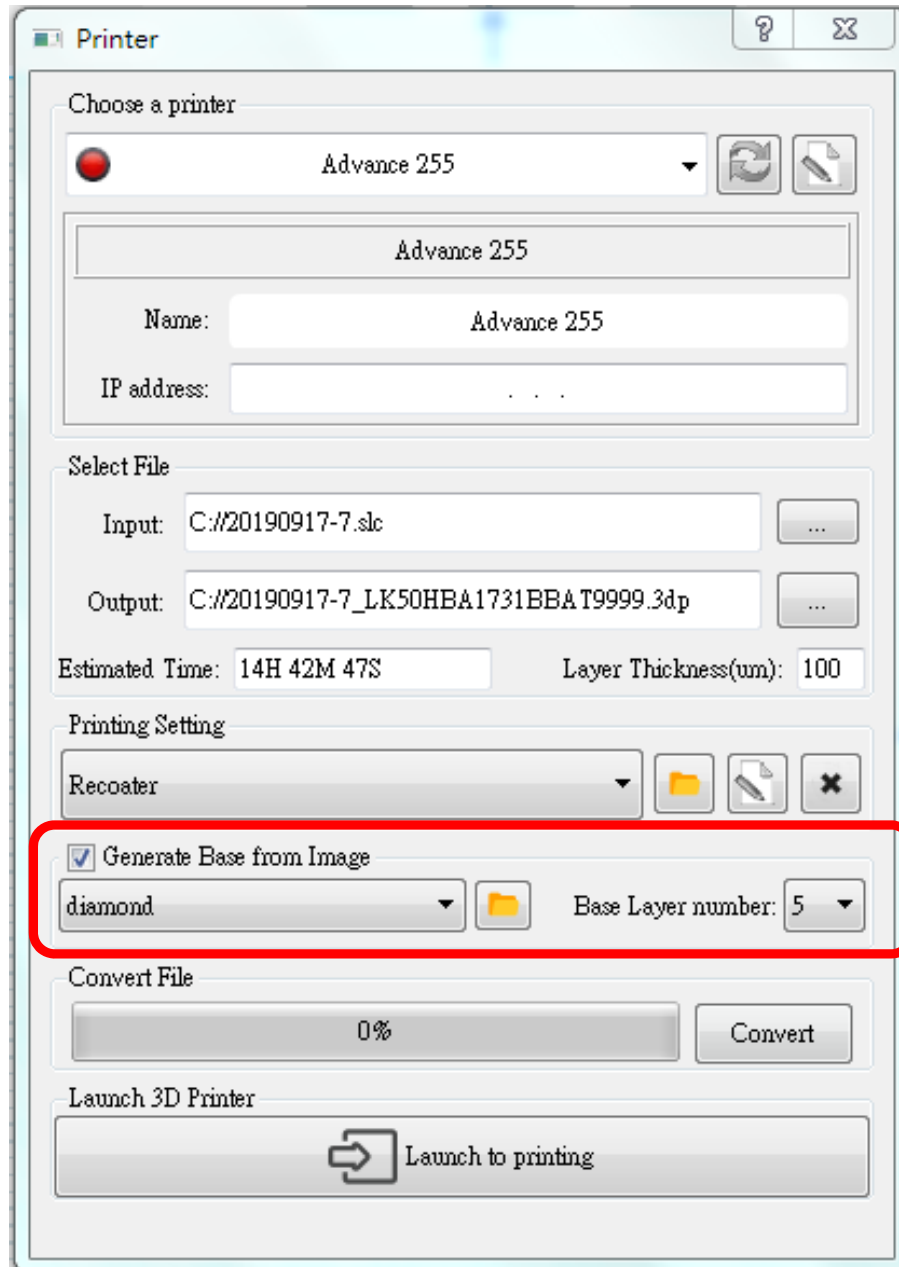 Printer
Choose a printer
Advance 255
Advance 255
Name: Advance 255
IP address: . . .
Select File
Input: C://20190917-7.slc ...
Output: C://20190917-7_LK50HBA1731BBAT9999.3dp ...
Estimated Time: 14H 42M 47S Layer Thickness(um): 100
Printing Setting
Recoater
Generate Base from Image
diamond Base Layer number: 5
Convert File
0% Convert
Launch 3D Printer
Launch to printing